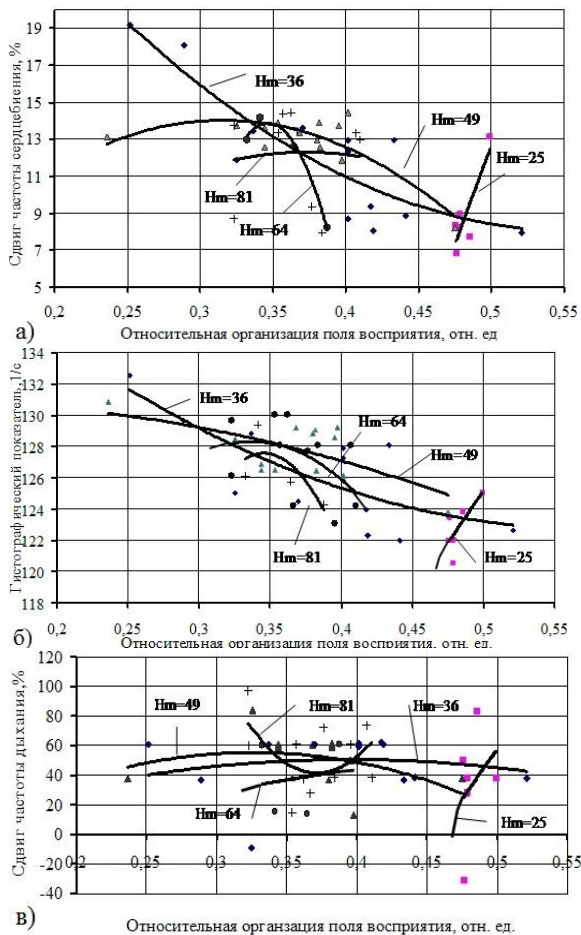 Сдвиг частоты сердцебиения, %
19
17
15
13
11
9
7
5
Hm=36
Hm=49
Hm=25
Hm=81
Hm=64
0,2 0,25 0,3 0,35 0,4 0,45 0,5 0,55
а)
Относительная организация поля восприятия, отн. ед
Гистографический показатель, 1/с
134
132
130
128
126
124
122
120
118
Hm=36
Hm=64
Hm=49
Hm=81
Hm=25
0,2 0,25 0,3 0,35 0,4 0,45 0,5 0,55
б)
Относительная организация поля восприятия, отн. ед.
Сдвиг частоты дыхания,%
120
100
80
60
40
20
0
-20
-40
Hm=49
Hm=81
Hm=36
Hm=64
Hm=25
0,2 0,25 0,3 0,35 0,4 0,45 0,5 0,55
в)
Относительная органзация поля восприятия, отн. ед.